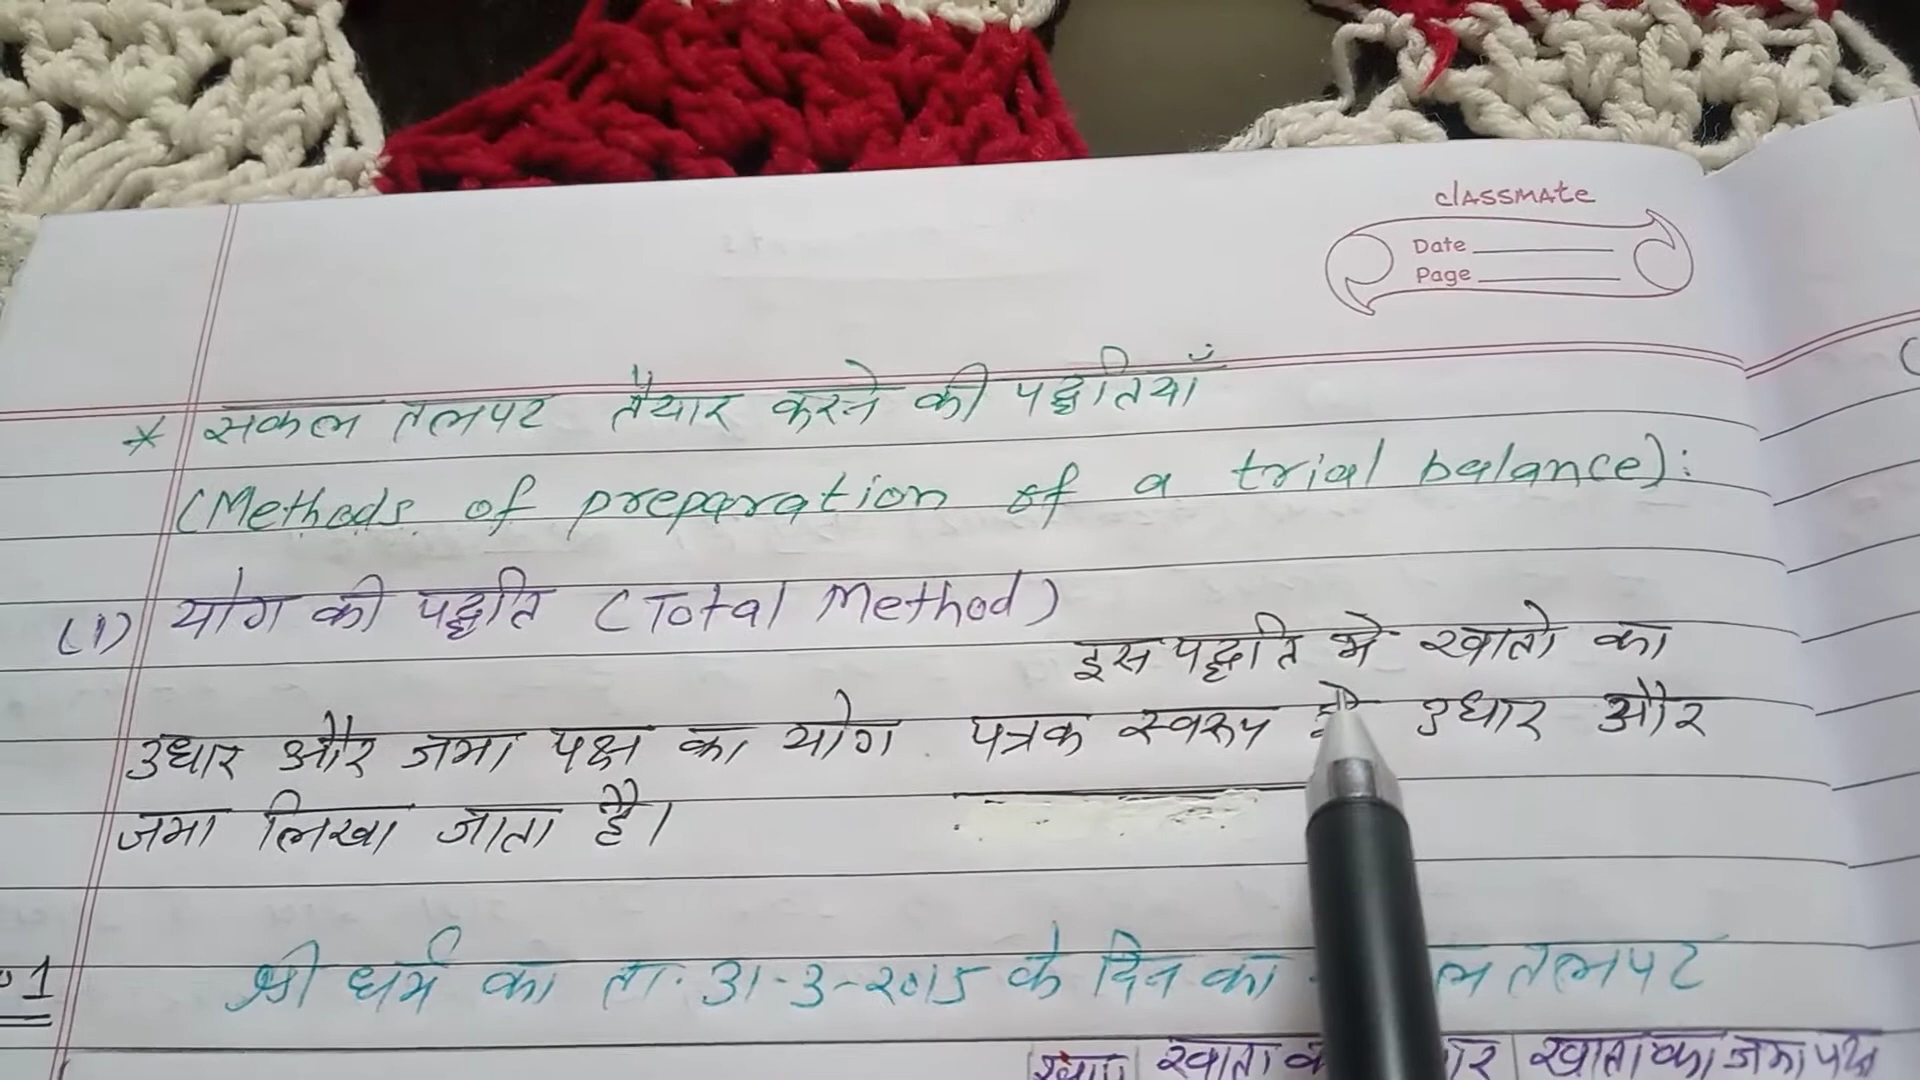 classmate
Date
Page
* सकल तलपट तैयार करने की पद्धतियाँ
(Methods of preparation of a trial balance):
(1) योग की पद्धति (Total Method)
इस पद्धति मे खातो का
उधार और जमा पक्ष का योग पत्रक स्वरूप उधार और
जमा लिखा जाता है।
1 श्री धर्म का ता. 31-3-2015 के दिन का तलपट
खाता खाता का जमा पक्ष